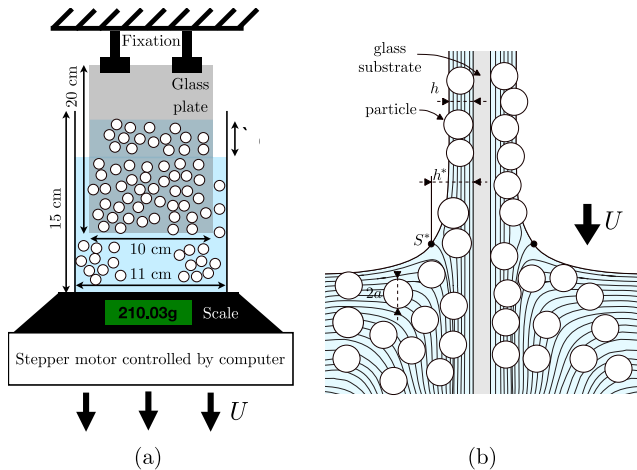 (a)
Fixation
Glass
plate
20 cm
15 cm
10 cm
11 cm
210.03g
Scale
Stepper motor controlled by computer
U
(b)
glass
substrate
h
particle
h*
S*
U
2a